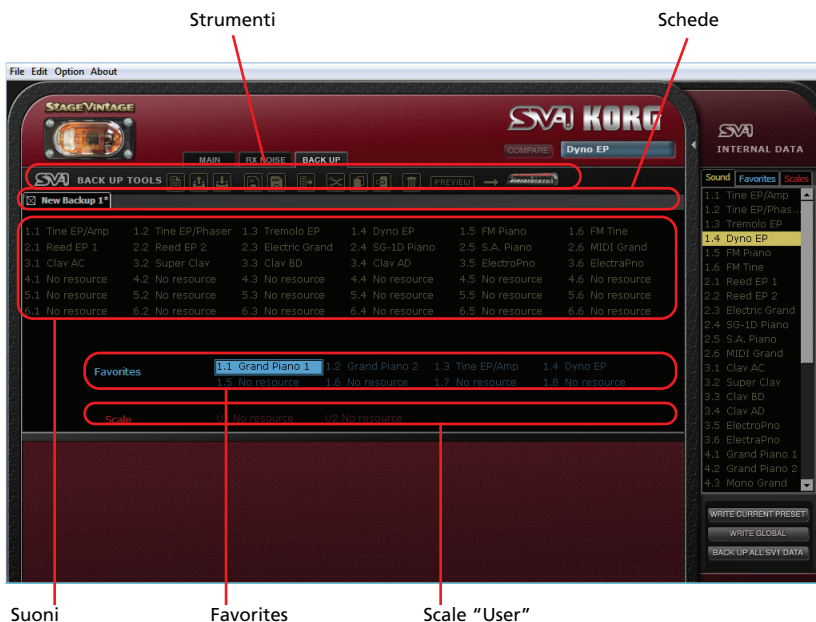 Strumenti Schede
File Edit Option About
STAGEVINTAGE
SV1 KORG
SV1
INTERNAL DATA
MAIN RX NOISE BACK UP
COMPARE Dyno EP
SV1 BACK UP TOOLS PREVIEW
Sound Favorites Scales
New Backup 1*
1.1 Tine EP/Amp 1.2 Tine EP/Phaser 1.3 Tremolo EP 1.4 Dyno EP 1.5 FM Piano 1.6 FM Tine
2.1 Reed EP 1 2.2 Reed EP 2 2.3 Electric Grand 2.4 SG-1D Piano 2.5 S.A. Piano 2.6 MIDI Grand
3.1 Clav AC 3.2 Super Clav 3.3 Clav BD 3.4 Clav AD 3.5 ElectroPno 3.6 ElectraPno
4.1 No resource 4.2 No resource 4.3 No resource 4.4 No resource 4.5 No resource 4.6 No resource
5.1 No resource 5.2 No resource 5.3 No resource 5.4 No resource 5.5 No resource 5.6 No resource
6.1 No resource 6.2 No resource 6.3 No resource 6.4 No resource 6.5 No resource 6.6 No resource
Favorites
1.1 Grand Piano 1 1.2 Grand Piano 2 1.3 Tine EP/Amp 1.4 Dyno EP
1.5 No resource 1.6 No resource 1.7 No resource 1.8 No resource
Scale U1 No resource U2 No resource
1.1 Tine EP/Amp
1.2 Tine EP/Phas...
1.3 Tremolo EP
1.4 Dyno EP
1.5 FM Piano
1.6 FM Tine
2.1 Reed EP 1
2.2 Reed EP 2
2.3 Electric Grand
2.4 SG-1D Piano
2.5 S.A. Piano
2.6 MIDI Grand
3.1 Clav AC
3.2 Super Clav
3.3 Clav BD
3.4 Clav AD
3.5 ElectroPno
3.6 ElectraPno
4.1 Grand Piano 1
4.2 Grand Piano 2
4.3 Mono Grand
WRITE CURRENT PRESET
WRITE GLOBAL
BACK UP ALL SV1 DATA
Suoni Favorites Scale “User”